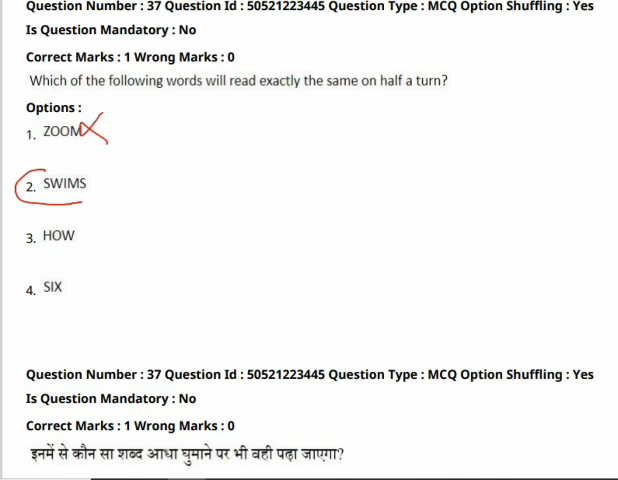 Question Number : 37 Question Id : 50521223445 Question Type : MCQ Option Shuffling : Yes
Is Question Mandatory : No
Correct Marks : 1 Wrong Marks : 0
Which of the following words will read exactly the same on half a turn?
Options :
1. ZOOM
2. SWIMS
3. HOW
4. SIX
Question Number : 37 Question Id : 50521223445 Question Type : MCQ Option Shuffling : Yes
Is Question Mandatory : No
Correct Marks : 1 Wrong Marks : 0
इनमें से कौन सा शब्द आधा घुमाने पर भी वही पढ़ा जाएगा?